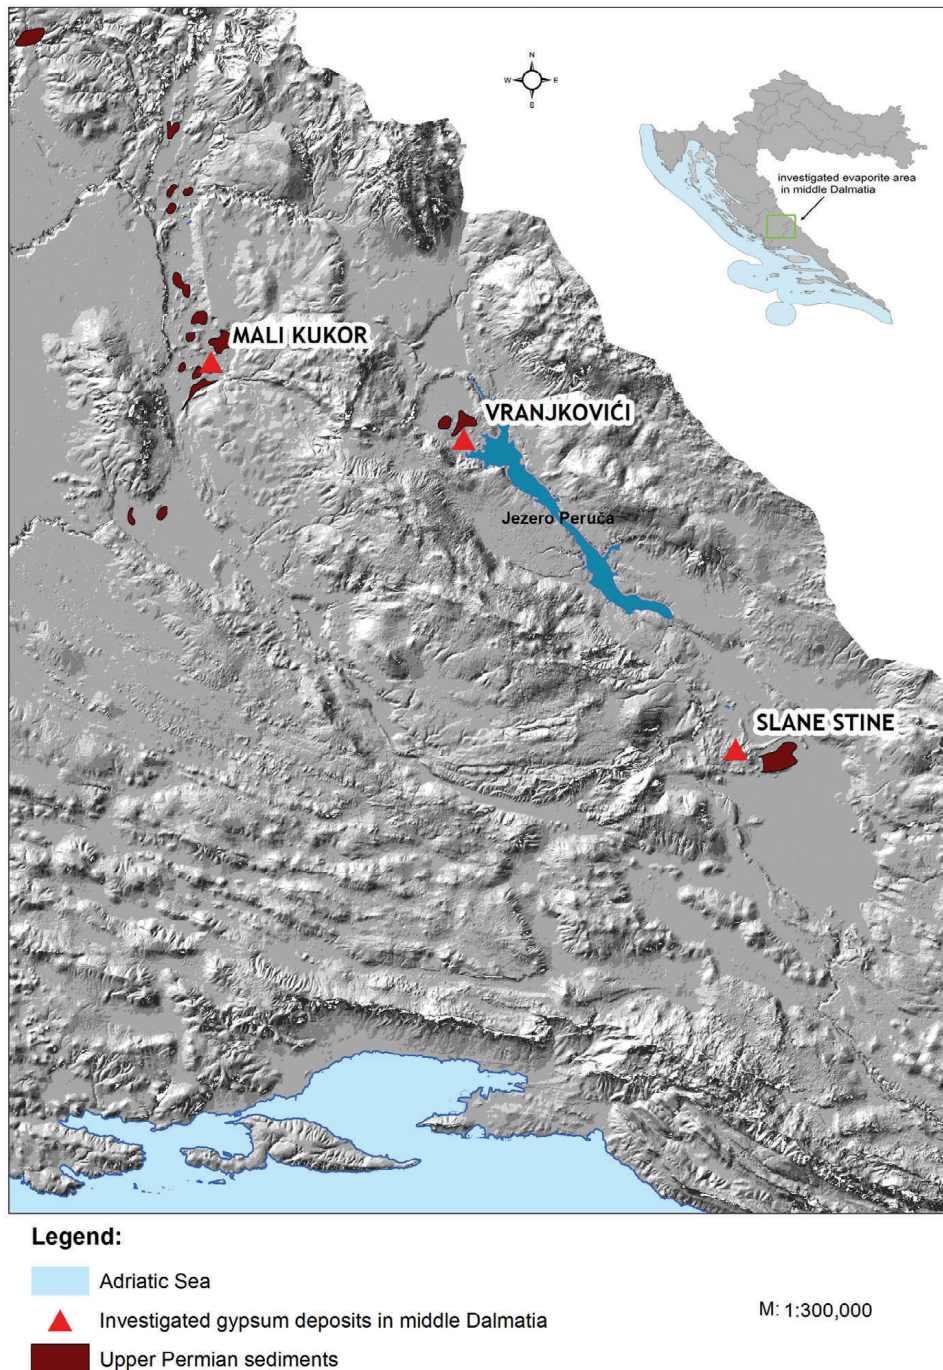 N
W E
S
investigated evaporite area
in middle Dalmatia
MALI KUKOR
VRANJKOVIĆI
Jezero Peruča
SLANE STINE
Legend:
Adriatic Sea
Investigated gypsum deposits in middle Dalmatia
M: 1:300,000
Upper Permian sediments